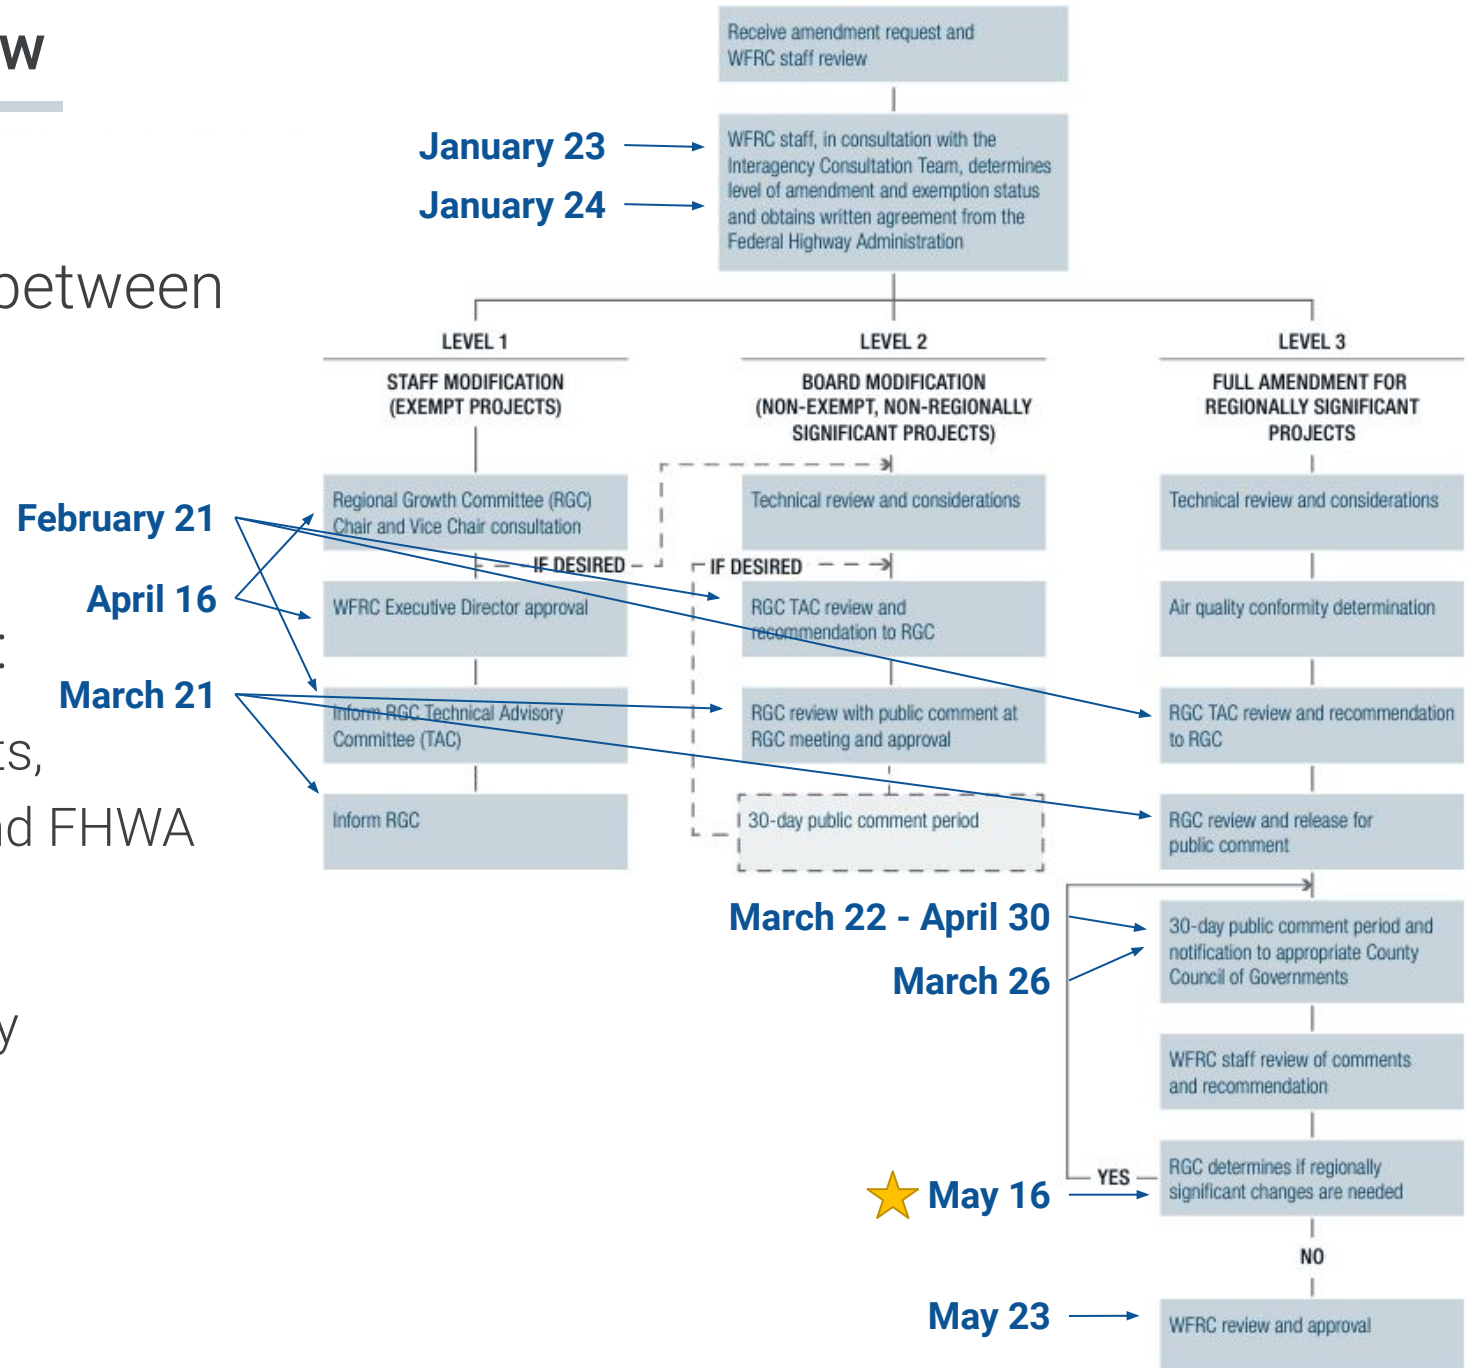 w
between
:
ts,
nd FHWA
y
Receive amendment request and
WFRC staff review
January 23
January 24
WFRC staff, in consultation with the
Interagency Consultation Team, determines
level of amendment and exemption status
and obtains written agreement from the
Federal Highway Administration
LEVEL 1
STAFF MODIFICATION
(EXEMPT PROJECTS)
February 21
April 16
March 21
Regional Growth Committee (RGC)
Chair and Vice Chair consultation
IF DESIRED
WFRC Executive Director approval
Inform RGC Technical Advisory
Committee (TAC)
Inform RGC
LEVEL 2
BOARD MODIFICATION
(NON-EXEMPT, NON-REGIONALLY
SIGNIFICANT PROJECTS)
Technical review and considerations
IF DESIRED
RGC TAC review and
recommendation to RGC
RGC review with public comment at
RGC meeting and approval
30-day public comment period
LEVEL 3
FULL AMENDMENT FOR
REGIONALLY SIGNIFICANT
PROJECTS
Technical review and considerations
Air quality conformity determination
RGC TAC review and recommendation
to RGC
RGC review and release for
public comment
March 22 - April 30
March 26
30-day public comment period and
notification to appropriate County
Council of Governments
WFRC staff review of comments
and recommendation
May 16
YES
RGC determines if regionally
significant changes are needed
NO
May 23
WFRC review and approval